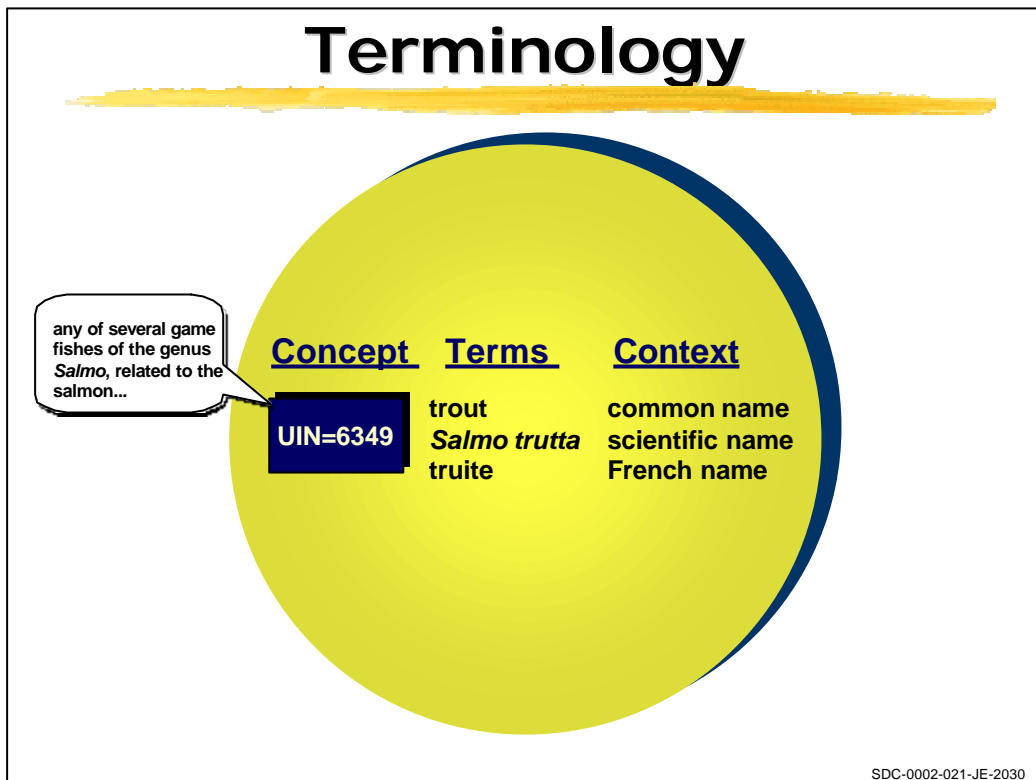 Terminology
any of several game
fishes of the genus
Salmo, related to the
salmon...
Concept Terms Context
UIN=6349
trout common name
Salmo trutta scientific name
truite French name
SDC-0002-021-JE-2030